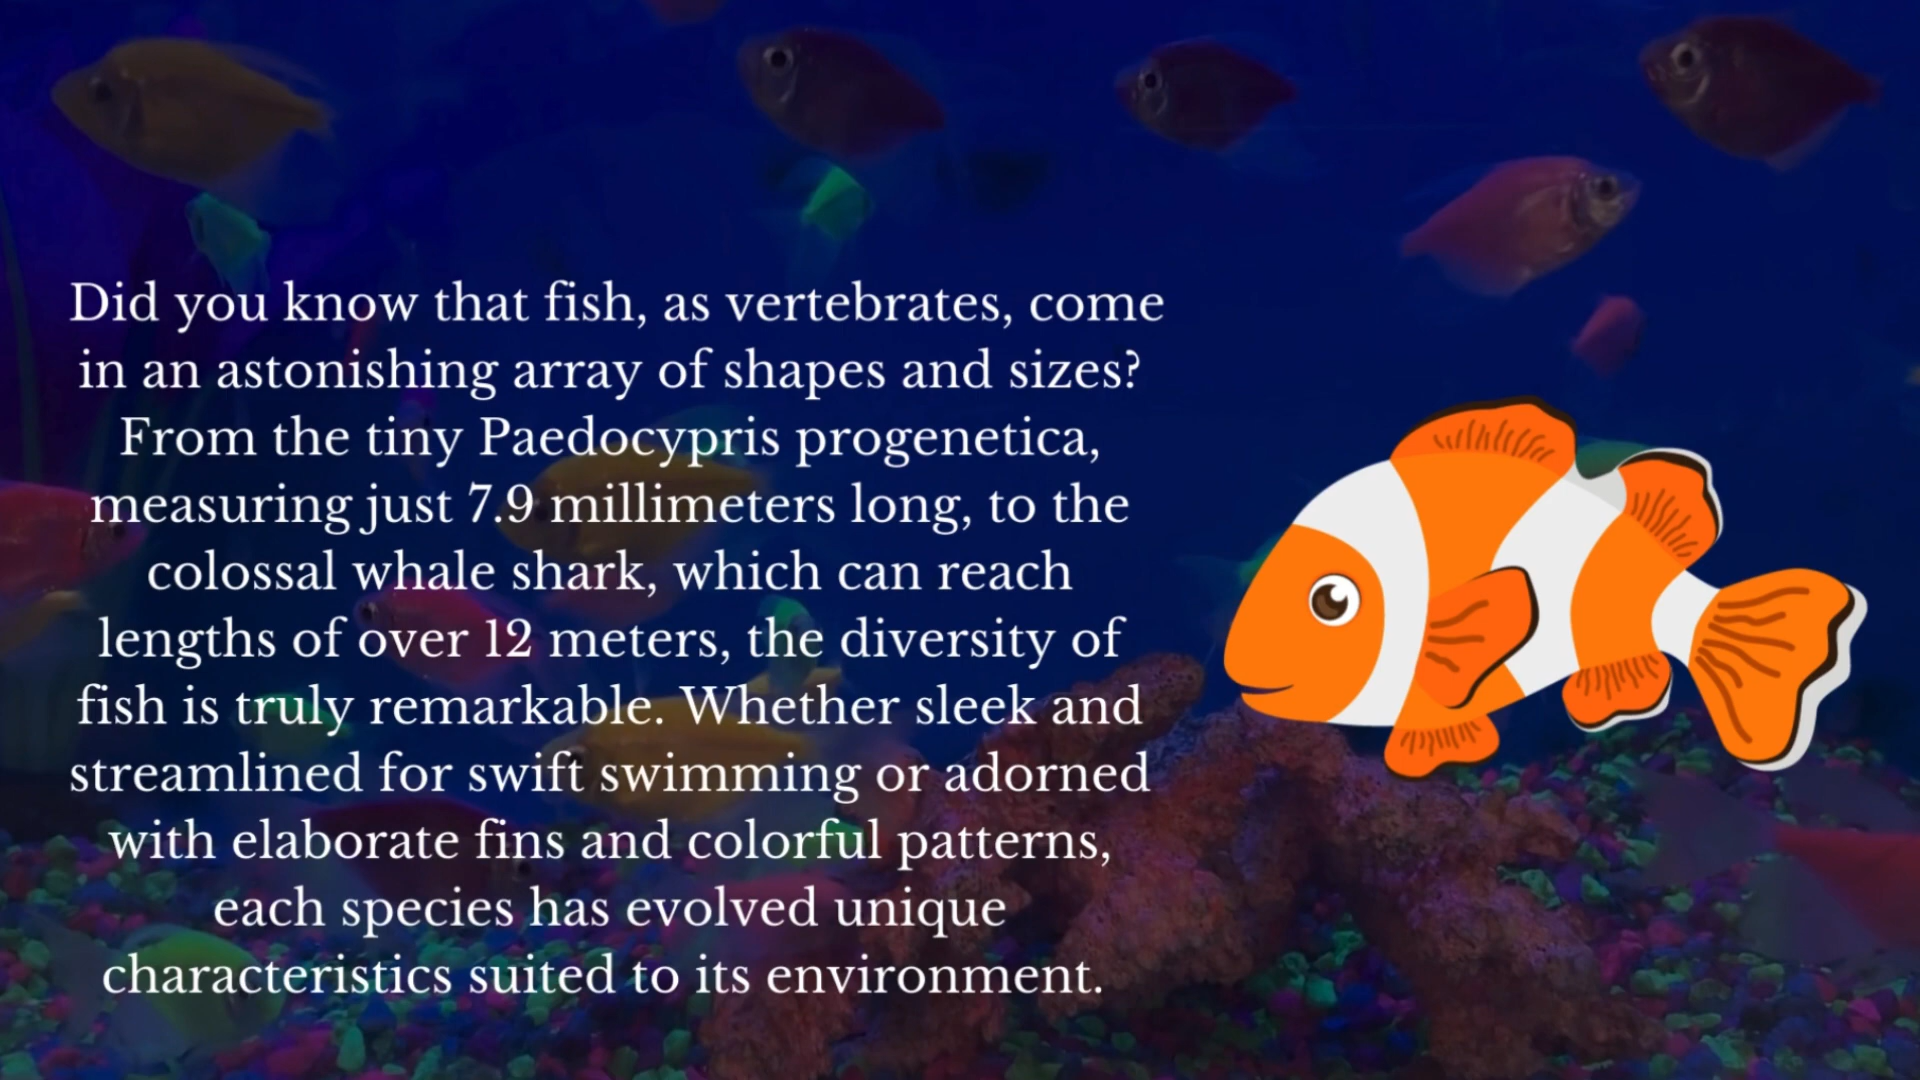 Did you know that fish, as vertebrates, come
in an astonishing array of shapes and sizes?
From the tiny Paedocypris progenetica,
measuring just 7.9 millimeters long, to the
colossal whale shark, which can reach
lengths of over 12 meters, the diversity of
fish is truly remarkable. Whether sleek and
streamlined for swift swimming or adorned
with elaborate fins and colorful patterns,
each species has evolved unique
characteristics suited to its environment.